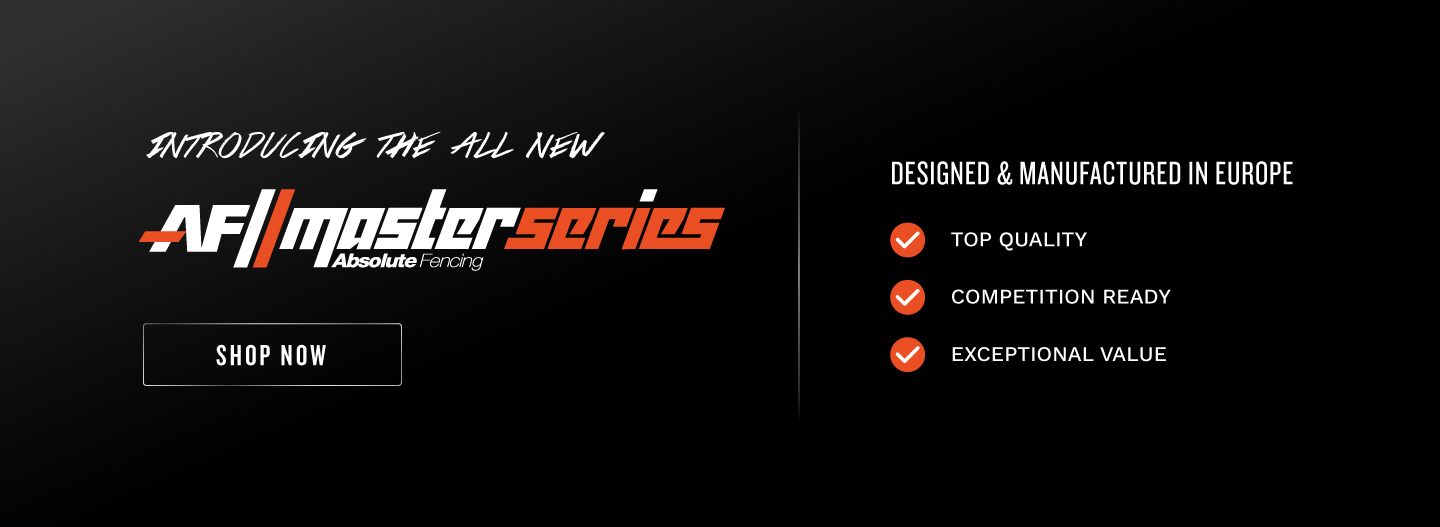 INTRODUCING THE ALL NEW
AF//masterseries
Absolute Fencing
SHOP NOW
DESIGNED & MANUFACTURED IN EUROPE
TOP QUALITY
COMPETITION READY
EXCEPTIONAL VALUE